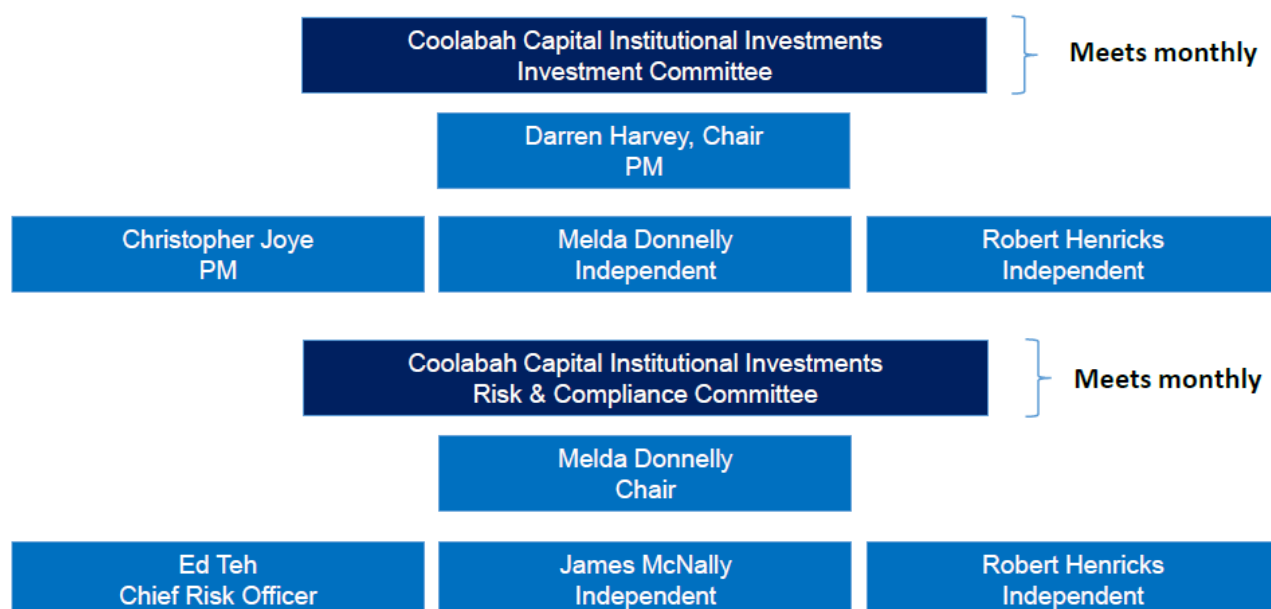 Coolabah Capital Institutional Investments
Investment Committee
Meets monthly
Darren Harvey, Chair
PM
Christopher Joye
PM
Melda Donnelly
Independent
Robert Henricks
Independent
Coolabah Capital Institutional Investments
Risk & Compliance Committee
Meets monthly
Melda Donnelly
Chair
Ed Teh
Chief Risk Officer
James McNally
Independent
Robert Henricks
Independent